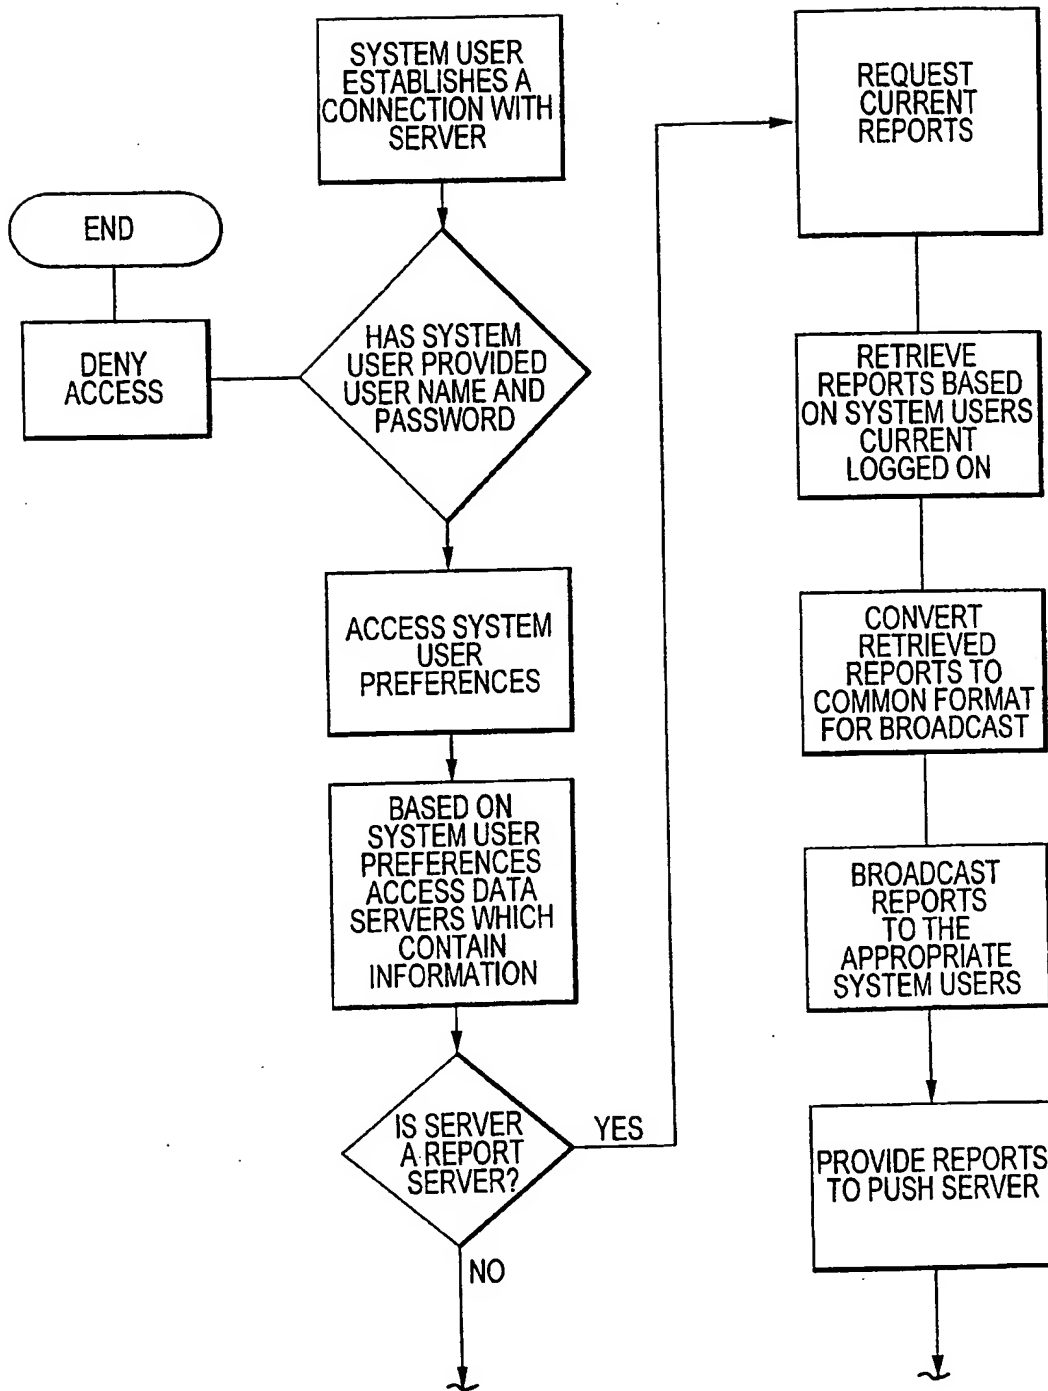 SYSTEM USER
ESTABLISHES A
CONNECTION WITH
SERVER
END
DENY
ACCESS
HAS SYSTEM
USER PROVIDED
USER NAME AND
PASSWORD
ACCESS SYSTEM
USER
PREFERENCES
BASED ON
SYSTEM USER
PREFERENCES
ACCESS DATA
SERVERS WHICH
CONTAIN
INFORMATION
IS SERVER
A REPORT
SERVER?
YES
NO
REQUEST
CURRENT
REPORTS
RETRIEVE
REPORTS BASED
ON SYSTEM USERS
CURRENT
LOGGED ON
CONVERT
RETRIEVED
REPORTS TO
COMMON FORMAT
FOR BROADCAST
BROADCAST
REPORTS
TO THE
APPROPRIATE
SYSTEM USERS
PROVIDE REPORTS
TO PUSH SERVER